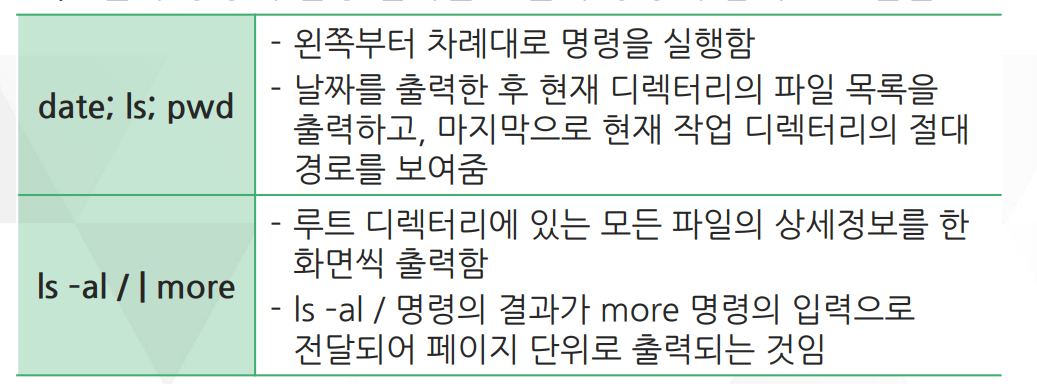 date; ls; pwd
- 왼쪽부터 차례대로 명령을 실행함
- 날짜를 출력한 후 현재 디렉터리의 파일 목록을
출력하고, 마지막으로 현재 작업 디렉터리의 절대
경로를 보여줌
ls -al / | more
- 루트 디렉터리에 있는 모든 파일의 상세정보를 한
화면씩 출력함
- ls -al / 명령의 결과가 more 명령의 입력으로
전달되어 페이지 단위로 출력되는 것임